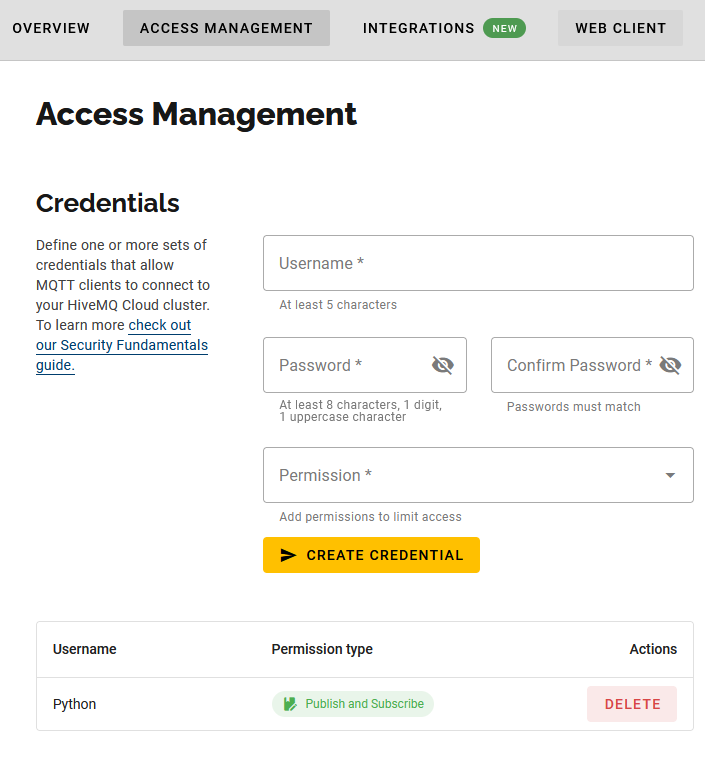 OVERVIEW
ACCESS MANAGEMENT
INTEGRATIONS
NEW
WEB CLIENT
Access Management
Credentials
Define one or more sets of
credentials that allow
MQTT clients to connect to
your HiveMQ Cloud cluster.
To learn more check out
our Security Fundamentals
guide.
Username *
At least 5 characters
Password *
At least 8 characters, 1 digit,
1 uppercase character
Confirm Password *
Passwords must match
Permission *
Add permissions to limit access
CREATE CREDENTIAL
Username
Permission type
Actions
Python
Publish and Subscribe
DELETE